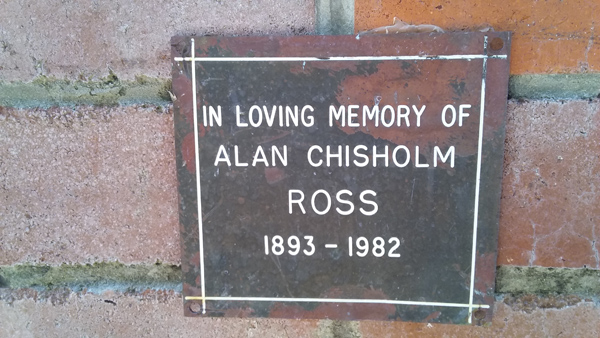 IN LOVING MEMORY OF
ALAN CHISHOLM
ROSS
1893 – 1982